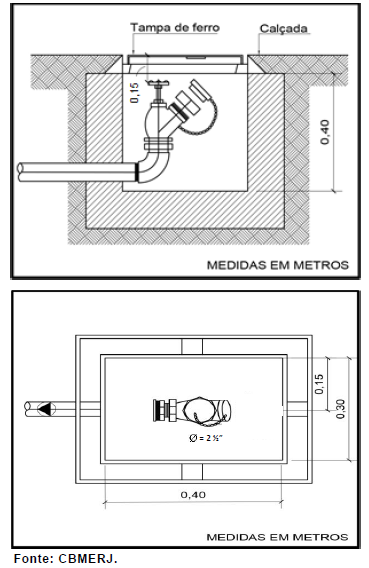 Tampa de ferro
Calçada
0,15
0,40
MEDIDAS EM METROS
0,15
0,30
Ø = 2 ½"
0,40
MEDIDAS EM METROS
Fonte: CBMERJ.